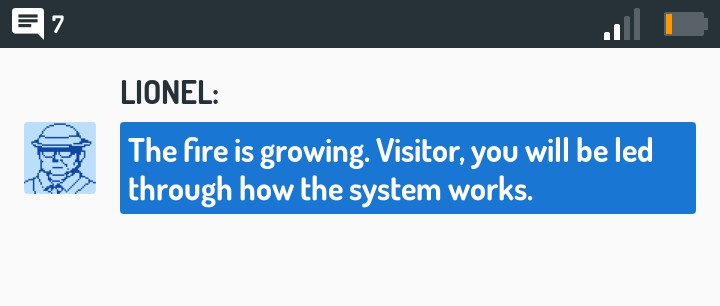 7
LIONEL:
The fire is growing. Visitor, you will be led
through how the system works.